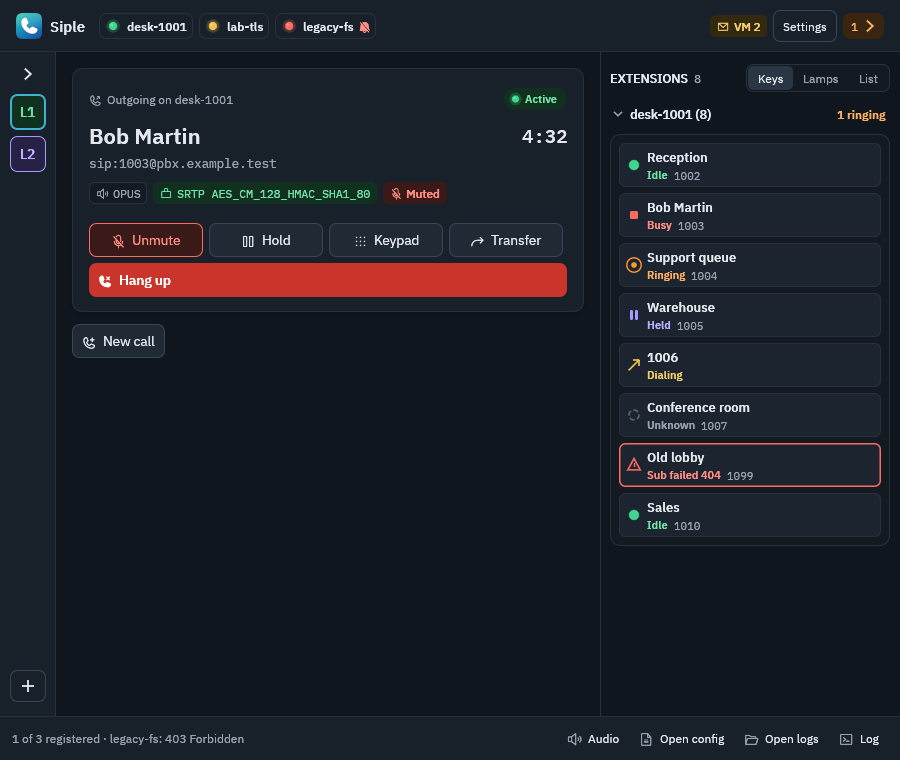 Siple desk-1001 lab-tls legacy-fs VM 2 Settings 1
L1
L2
Outgoing on desk-1001 Active
Bob Martin 4:32
sip:1003@pbx.example.test
OPUS SRTP AES_CM_128_HMAC_SHA1_80 Muted
Unmute Hold Keypad Transfer
Hang up
New call
EXTENSIONS 8 Keys Lamps List
desk-1001 (8) 1 ringing
Reception
Idle 1002
Bob Martin
Busy 1003
Support queue
Ringing 1004
Warehouse
Held 1005
1006
Dialing
Conference room
Unknown 1007
Old lobby
Sub failed 404 1099
Sales
Idle 1010
1 of 3 registered · legacy-fs: 403 Forbidden Audio Open config Open logs Log